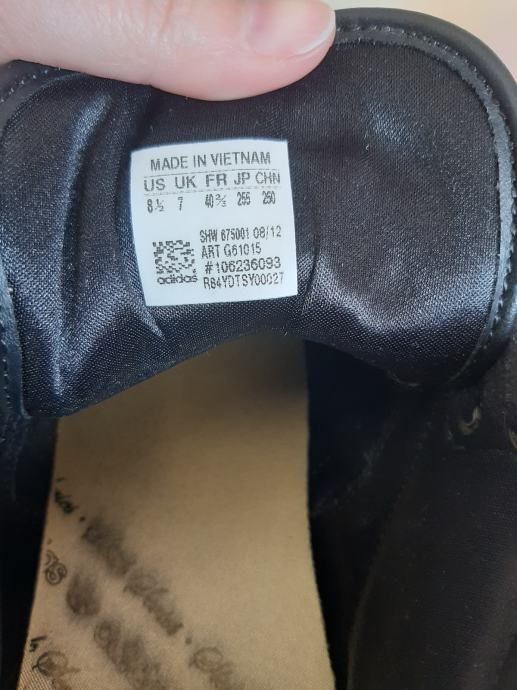 MADE IN VIETNAM
US UK FR JP CHN
8½ 7 40⅔ 255 250
SHW 675001 08/12
ART G61015
#106236093
adidas R84YDTSY00027